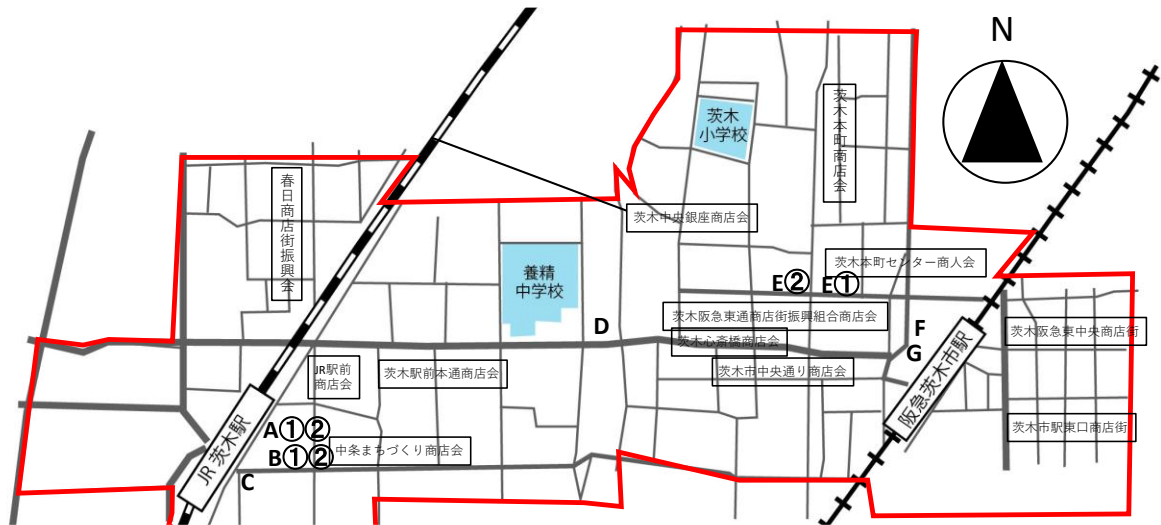 N
茨木
小学校
茨木本町商店会
春日商店街振興会
茨木中央銀座商店会
養精
中学校
茨木本町センター商人会
E②
E①
茨木阪急東通商店街振興組合商店会
D
茨木心斎橋商店会
F
G
茨木阪急東中央商店街
JR駅前
商店会
茨木駅前本通商店会
茨木市中央通り商店会
阪急茨木市駅
JR 茨木駅
A①②
B①②
中条まちづくり商店会
C
茨木市駅東口商店街